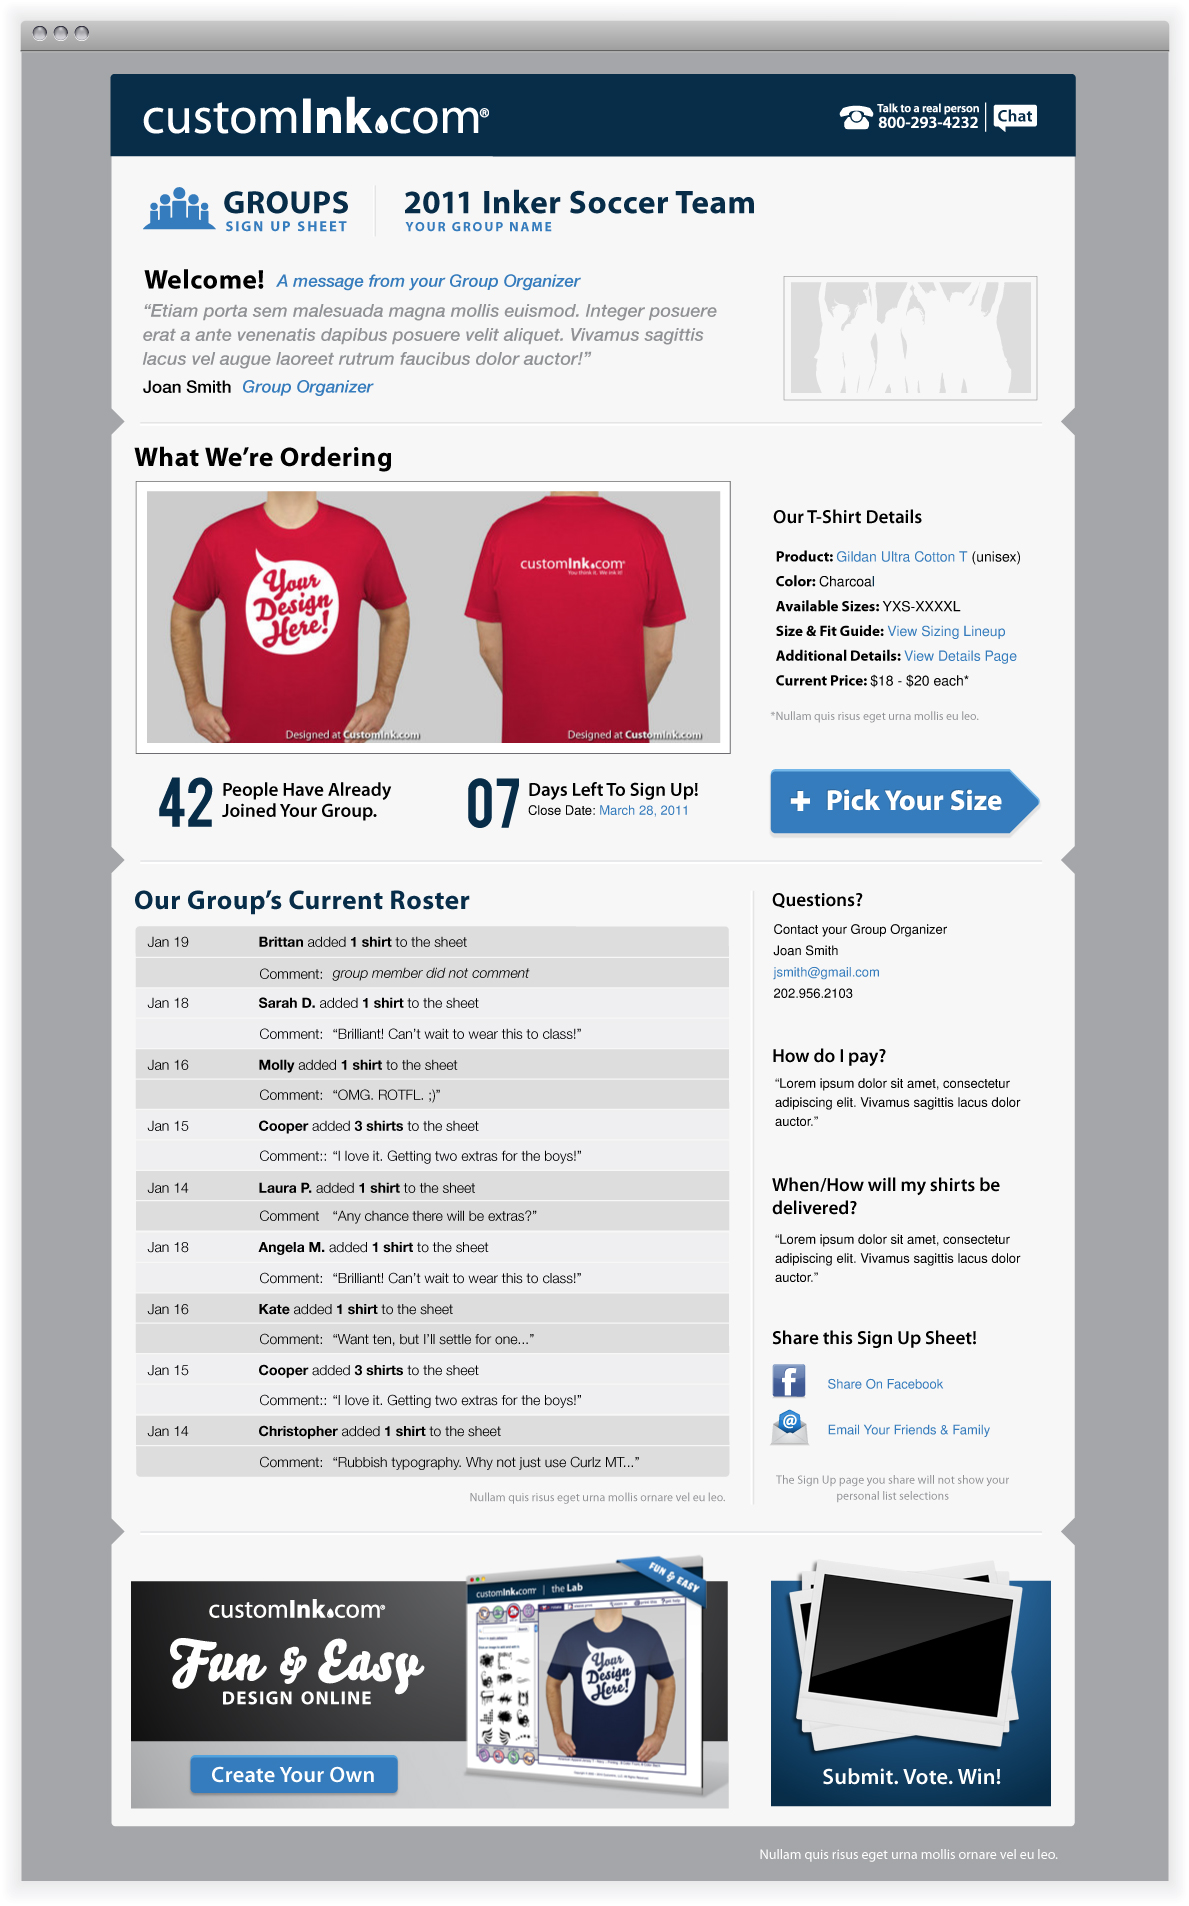 customInk.com®
Talk to a real person
800-293-4232
Chat
GROUPS
SIGN UP SHEET
2011 Inker Soccer Team
YOUR GROUP NAME
Welcome! A message from your Group Organizer
“Etiam porta sem malesuada magna mollis euismod. Integer posuere
erat a ante venenatis dapibus posuere velit aliquet. Vivamus sagittis
lacus vel augue laoreet rutrum faucibus dolor auctor!”
Joan Smith Group Organizer
What We’re Ordering
Your
Design
Here!
customInk.com
You think it. We ink it!
Designed at CustomInk.com
Designed at CustomInk.com
Our T-Shirt Details
Product: Gildan Ultra Cotton T (unisex)
Color: Charcoal
Available Sizes: YXS-XXXXL
Size & Fit Guide: View Sizing Lineup
Additional Details: View Details Page
Current Price: $18 - $20 each*
*Nullam quis risus eget urna mollis eu leo.
42 People Have Already
Joined Your Group.
07 Days Left To Sign Up!
Close Date: March 28, 2011
+ Pick Your Size
Our Group’s Current Roster
Jan 19 Brittan added 1 shirt to the sheet
Comment: group member did not comment
Jan 18 Sarah D. added 1 shirt to the sheet
Comment: “Brilliant! Can’t wait to wear this to class!”
Jan 16 Molly added 1 shirt to the sheet
Comment: “OMG. ROTFL. ;)”
Jan 15 Cooper added 3 shirts to the sheet
Comment:: “I love it. Getting two extras for the boys!”
Jan 14 Laura P. added 1 shirt to the sheet
Comment “Any chance there will be extras?”
Jan 18 Angela M. added 1 shirt to the sheet
Comment: “Brilliant! Can’t wait to wear this to class!”
Jan 16 Kate added 1 shirt to the sheet
Comment: “Want ten, but I’ll settle for one...”
Jan 15 Cooper added 3 shirts to the sheet
Comment:: “I love it. Getting two extras for the boys!”
Jan 14 Christopher added 1 shirt to the sheet
Comment: “Rubbish typography. Why not just use Curlz MT...”
Nullam quis risus eget urna mollis ornare vel eu leo.
Questions?
Contact your Group Organizer
Joan Smith
jsmith@gmail.com
202.956.2103
How do I pay?
“Lorem ipsum dolor sit amet, consectetur
adipiscing elit. Vivamus sagittis lacus dolor
auctor.”
When/How will my shirts be
delivered?
“Lorem ipsum dolor sit amet, consectetur
adipiscing elit. Vivamus sagittis lacus dolor
auctor.”
Share this Sign Up Sheet!
Share On Facebook
Email Your Friends & Family
The Sign Up page you share will not show your
personal list selections
customInk.com®
Fun & Easy
DESIGN ONLINE
Create Your Own
FUN & EASY
customInk.com | the Lab
Your
Design
Here!
Submit. Vote. Win!
Nullam quis risus eget urna mollis ornare vel eu leo.